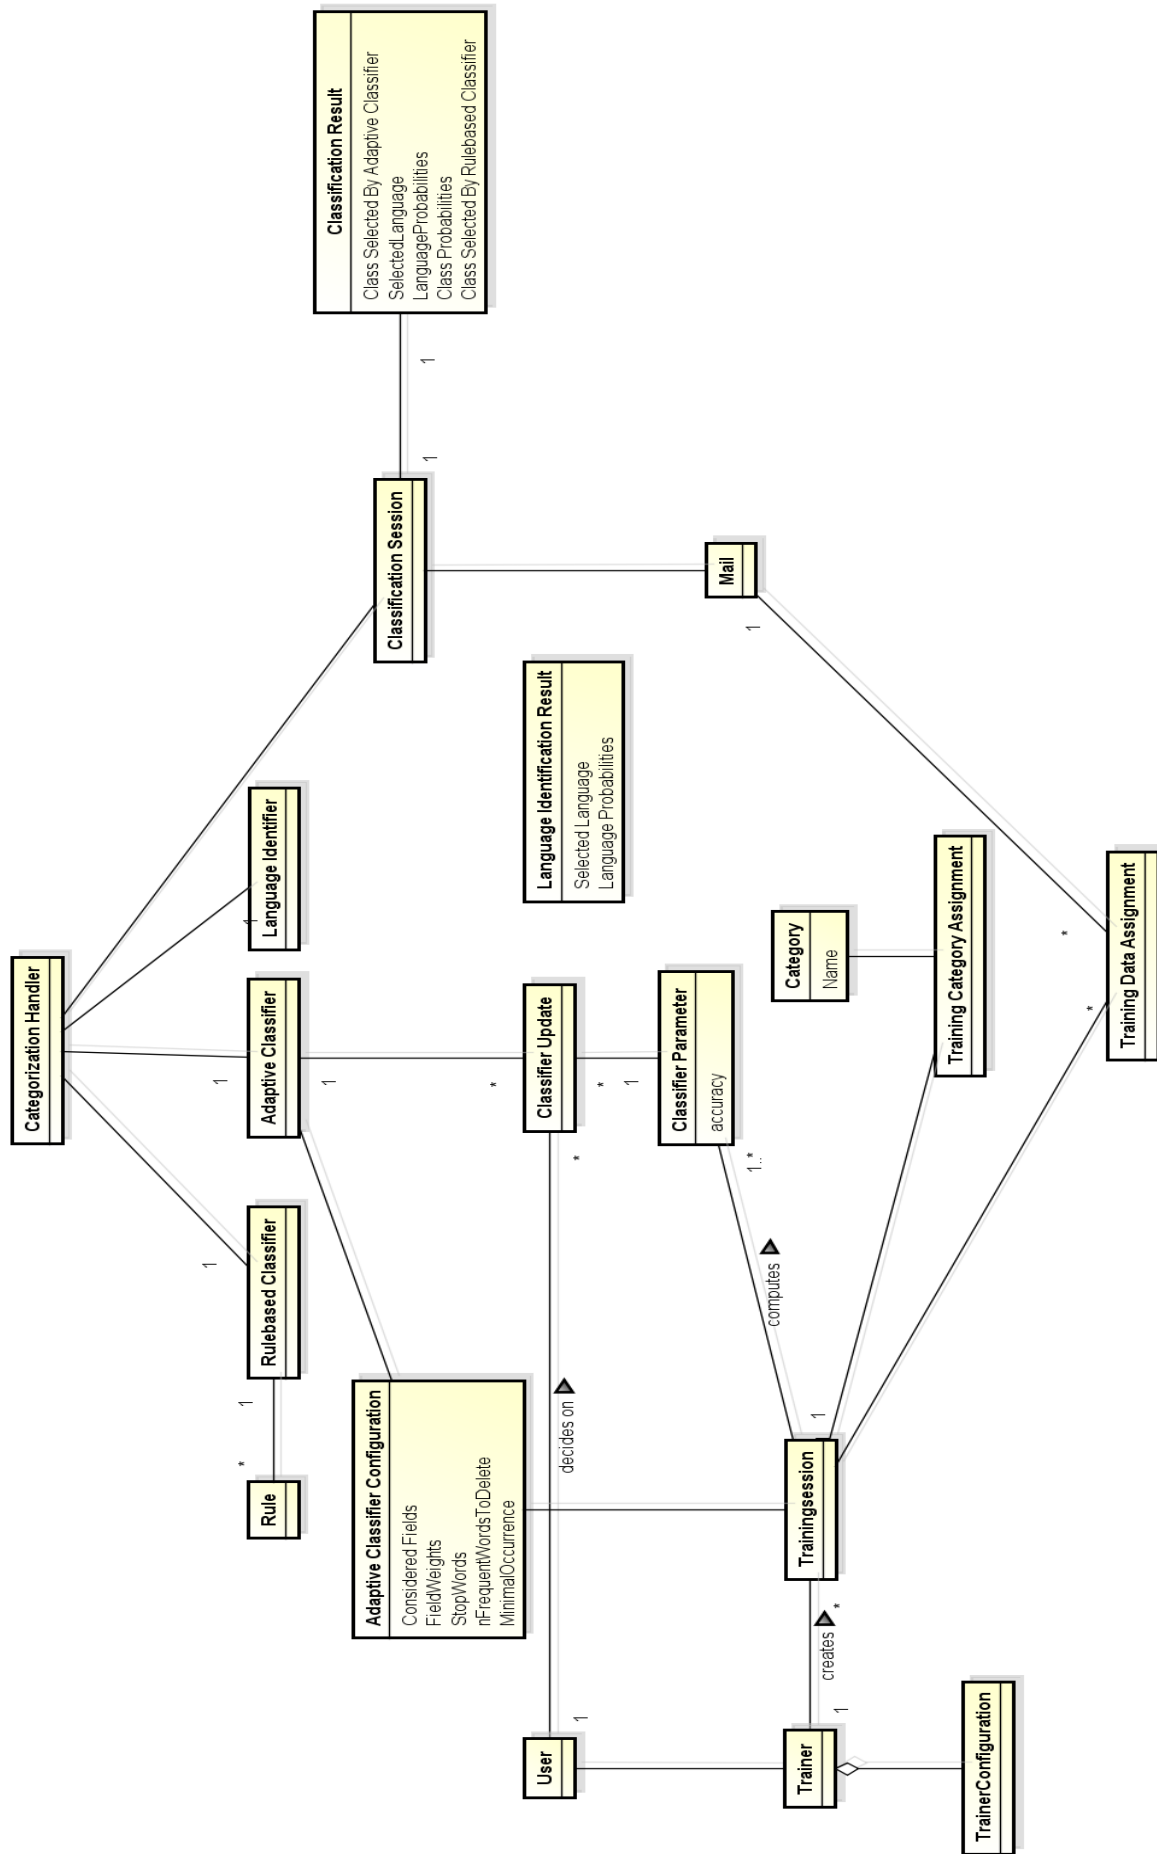 Categorization Handler
1
1
1
*
1
Rule
Rulebased Classifier
Adaptive Classifier
Language Identifier
1
Classification Result
Class Selected By Adaptive Classifier
SelectedLanguage
LanguageProbabilities
Class Probabilities
Class Selected By Rulebased Classifier
Adaptive Classifier Configuration
Considered Fields
FieldWeights
StopWords
nFrequentWordsToDelete
MinimalOccurrence
Classification Session
1
1
*
User
1
decides on
*
Classifier Update
*
1
Language Identification Result
Selected Language
Language Probabilities
Classifier Parameter
accuracy
1..*
computes
Mail
1
Category
Name
Trainer
1
creates
*
Trainingsession
1
Training Category Assignment
TrainerConfiguration
*
*
Training Data Assignment